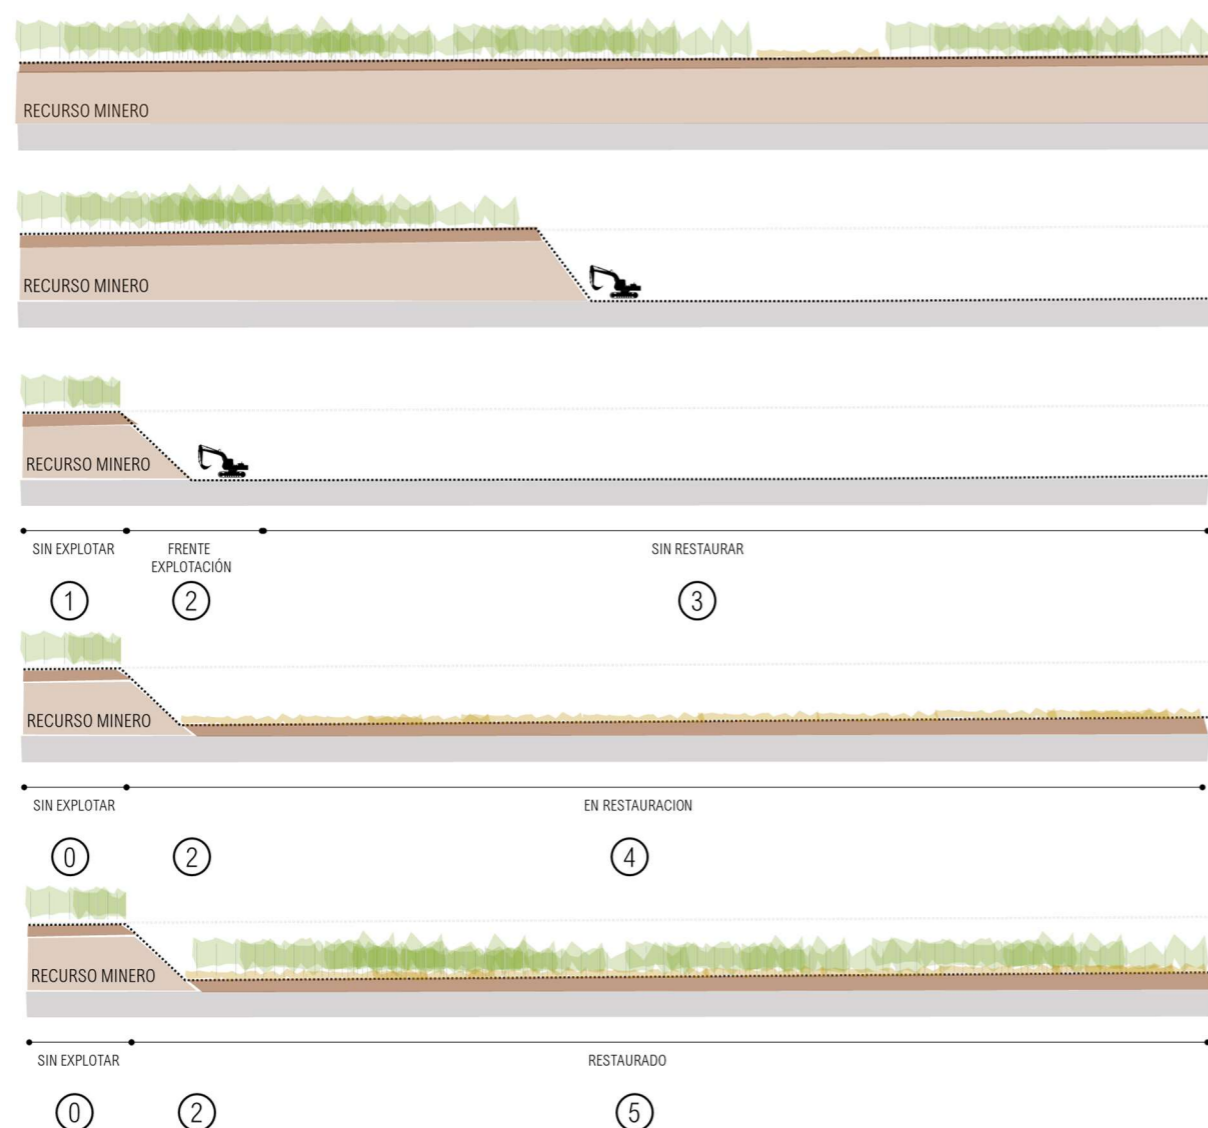 RECURSO MINERO
RECURSO MINERO
RECURSO MINERO
SIN EXPLOTAR
FRENTE
EXPLOTACIÓN
SIN RESTAURAR
1
2
3
RECURSO MINERO
SIN EXPLOTAR
EN RESTAURACION
0
2
4
RECURSO MINERO
SIN EXPLOTAR
RESTAURADO
0
2
5